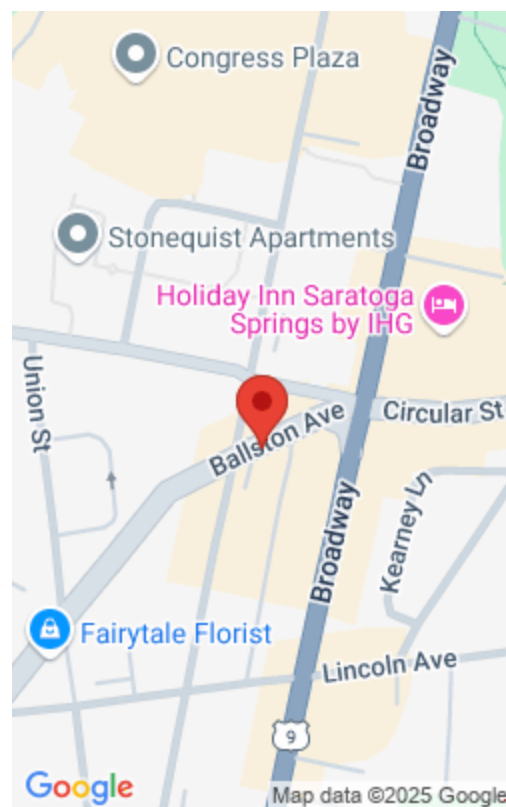 Congress Plaza
Broadway
Stonequist Apartments
Holiday Inn Saratoga
Springs by IHG
Union St
Ballston Ave
Circular St
Kearney Ln
Broadway
Fairytale Florist
Lincoln Ave
9
Google
Map data ©2025 Google